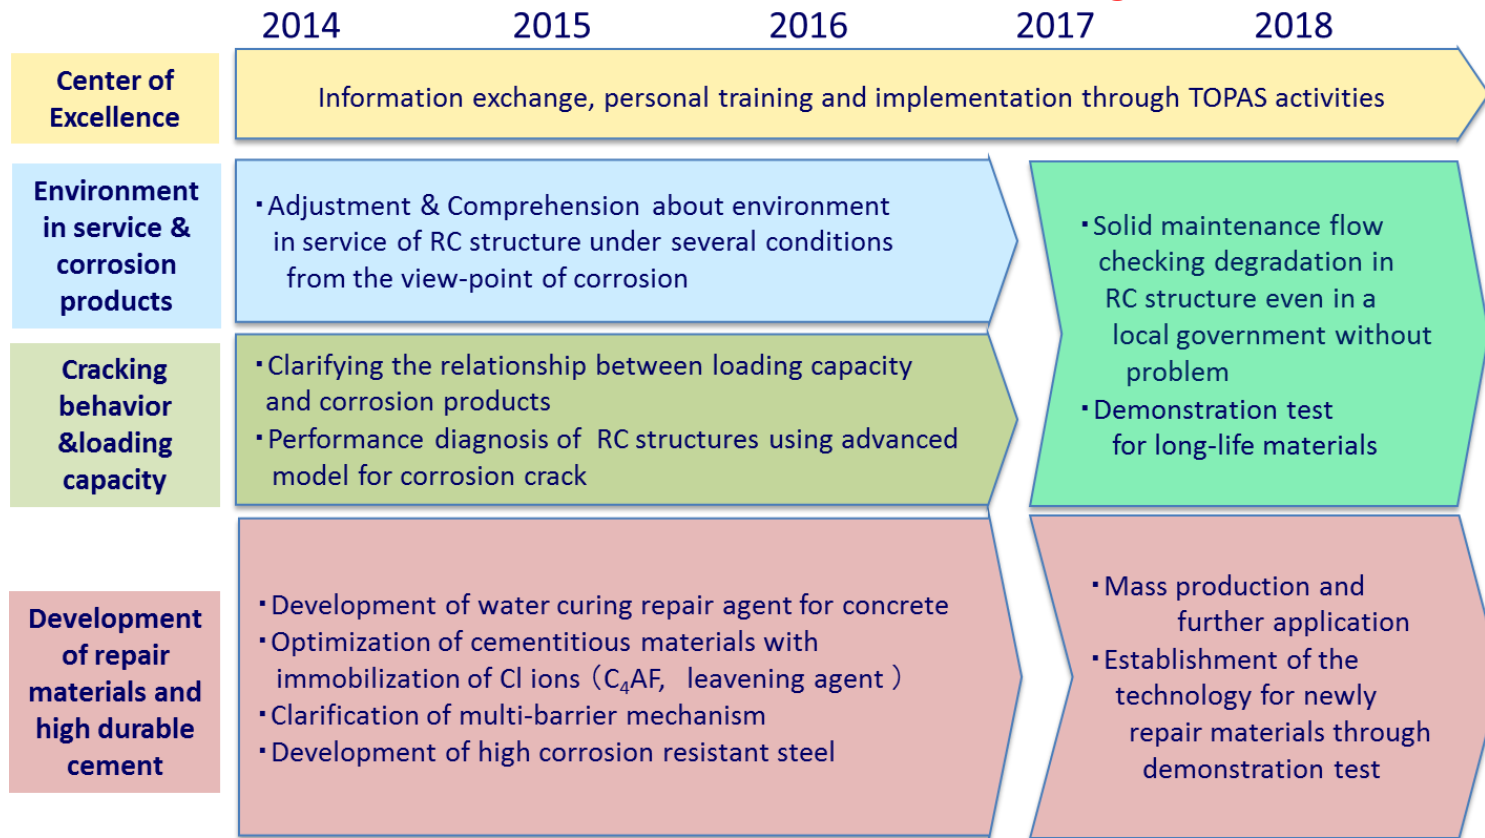 2014 2015 2016 2017 2018
Center of
Excellence
Information exchange, personal training and implementation through TOPAS activities
Environment
in service &
corrosion
products
・Adjustment & Comprehension about environment
in service of RC structure under several conditions
from the view-point of corrosion
Cracking
behavior
&loading
capacity
・Clarifying the relationship between loading capacity
and corrosion products
・Performance diagnosis of RC structures using advanced
model for corrosion crack
・Solid maintenance flow
checking degradation in
RC structure even in a
local government without
problem
・Demonstration test
for long-life materials
Development
of repair
materials and
high durable
cement
・Development of water curing repair agent for concrete
・Optimization of cementitious materials with
immobilization of Cl ions（C₄AF, leavening agent）
・Clarification of multi-barrier mechanism
・Development of high corrosion resistant steel
・Mass production and
further application
・Establishment of the
technology for newly
repair materials through
demonstration test